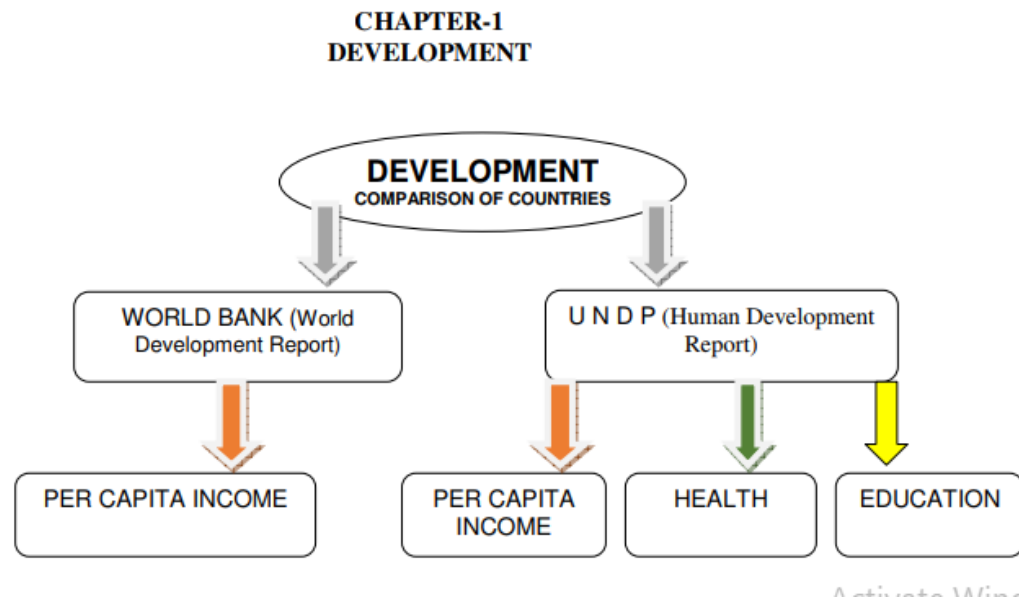 CHAPTER-1
DEVELOPMENT
DEVELOPMENT
COMPARISON OF COUNTRIES
WORLD BANK (World
Development Report)
U N D P (Human Development
Report)
PER CAPITA INCOME
PER CAPITA
INCOME
HEALTH
EDUCATION